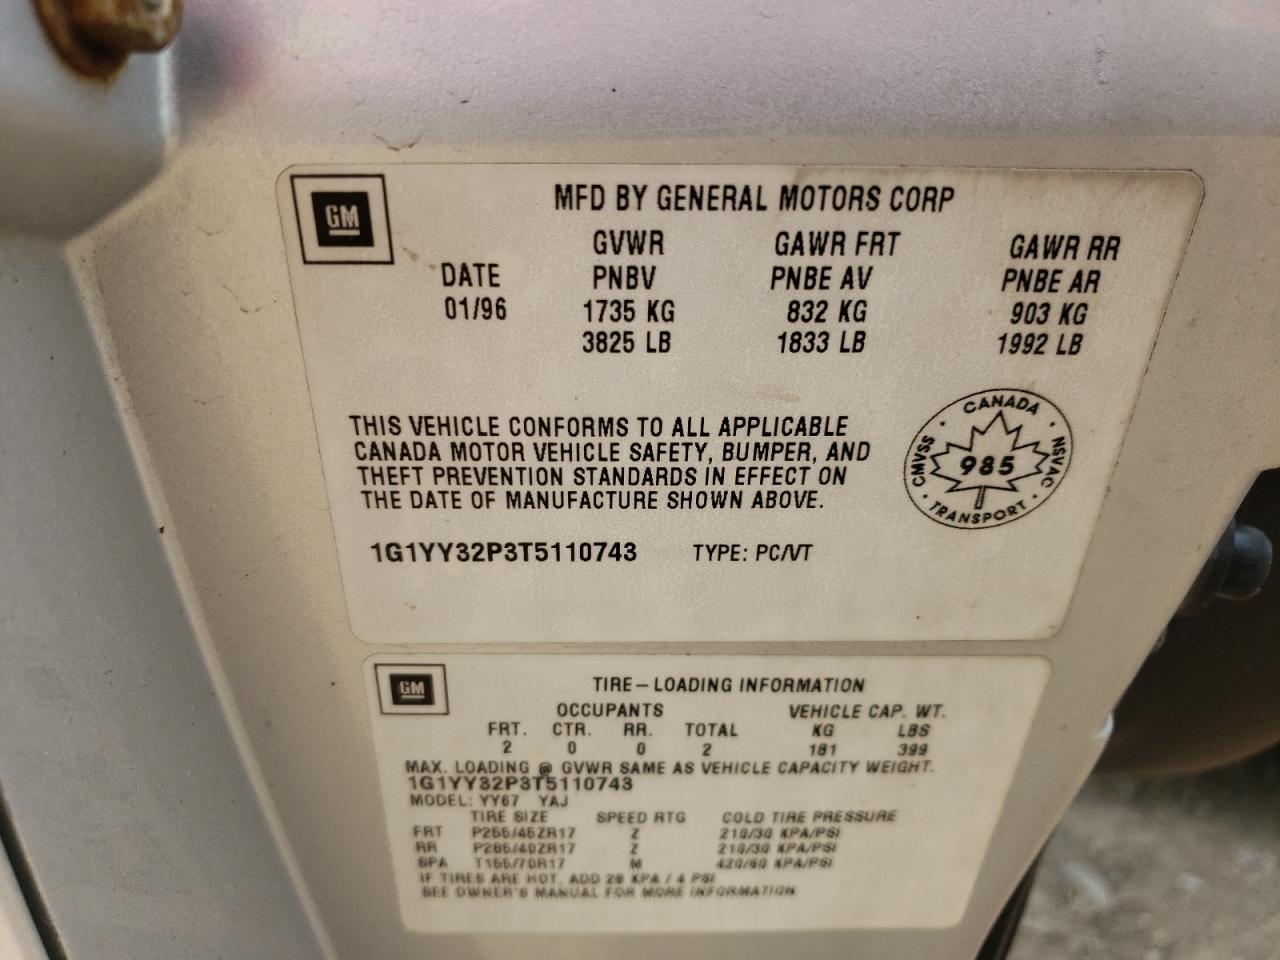 GM
MFD BY GENERAL MOTORS CORP
GVWR GAWR FRT GAWR RR
DATE PNBV PNBE AV PNBE AR
01/96 1735 KG 832 KG 903 KG
3825 LB 1833 LB 1992 LB
THIS VEHICLE CONFORMS TO ALL APPLICABLE
CANADA MOTOR VEHICLE SAFETY, BUMPER, AND
THEFT PREVENTION STANDARDS IN EFFECT ON
THE DATE OF MANUFACTURE SHOWN ABOVE.
CANADA
CMVSS · 985 · NSVAC
TRANSPORT
1G1YY32P3T5110743 TYPE: PC/VT
GM
TIRE-LOADING INFORMATION
OCCUPANTS VEHICLE CAP. WT.
FRT. CTR. RR. TOTAL KG LBS
2 0 0 2 181 399
MAX. LOADING @ GVWR SAME AS VEHICLE CAPACITY WEIGHT.
1G1YY32P3T5110743
MODEL: YY67 YAJ
TIRE SIZE SPEED RTG COLD TIRE PRESSURE
FRT P255/45ZR17 Z 210/30 KPA/PSI
RR P285/40ZR17 Z 210/30 KPA/PSI
SPA T155/70R17 M 420/60 KPA/PSI
IF TIRES ARE HOT, ADD 28 KPA / 4 PSI
SEE OWNER'S MANUAL FOR MORE INFORMATION